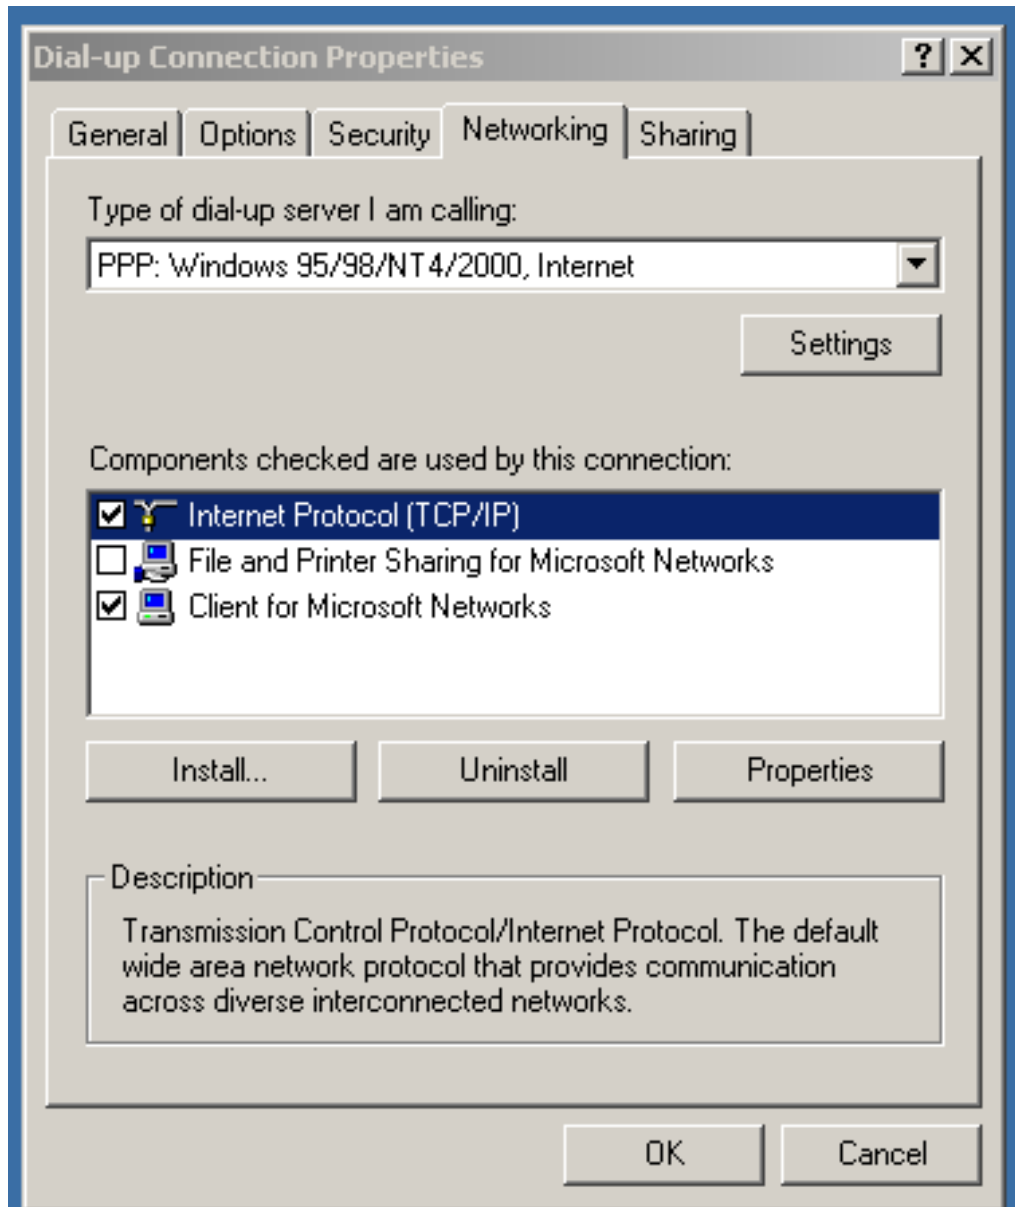 Dial-up Connection Properties
?
General
Options
Security
Networking
Sharing
Type of dial-up server I am calling:
PPP: Windows 95/98/NT4/2000, Internet
Settings
Components checked are used by this connection:
Internet Protocol (TCP/IP)
File and Printer Sharing for Microsoft Networks
Client for Microsoft Networks
Install...
Uninstall
Properties
Description
Transmission Control Protocol/Internet Protocol. The default
wide area network protocol that provides communication
across diverse interconnected networks.
OK
Cancel